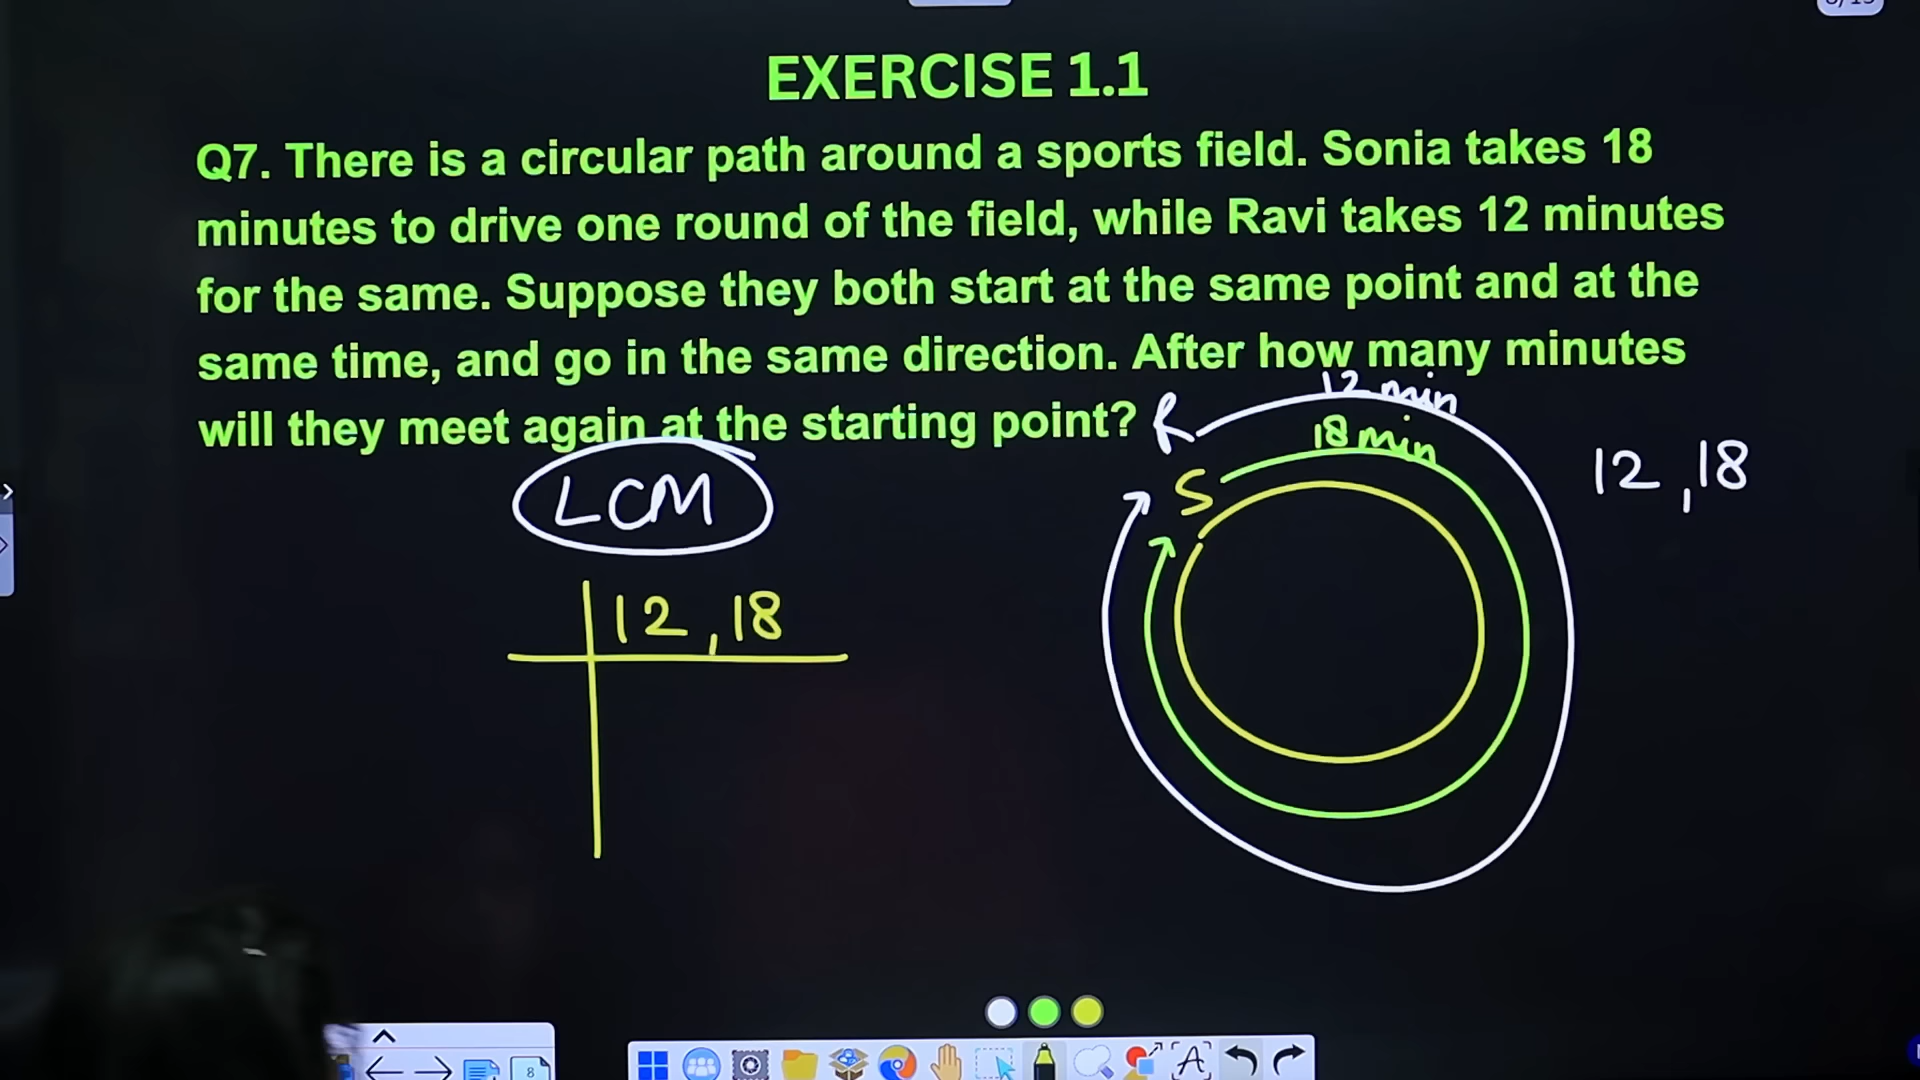 EXERCISE 1.1
Q7. There is a circular path around a sports field. Sonia takes 18
minutes to drive one round of the field, while Ravi takes 12 minutes
for the same. Suppose they both start at the same point and at the
same time, and go in the same direction. After how many minutes
will they meet again at the starting point?
R
12 min
18 min
S
12 , 18
LCM
12 , 18
8
A